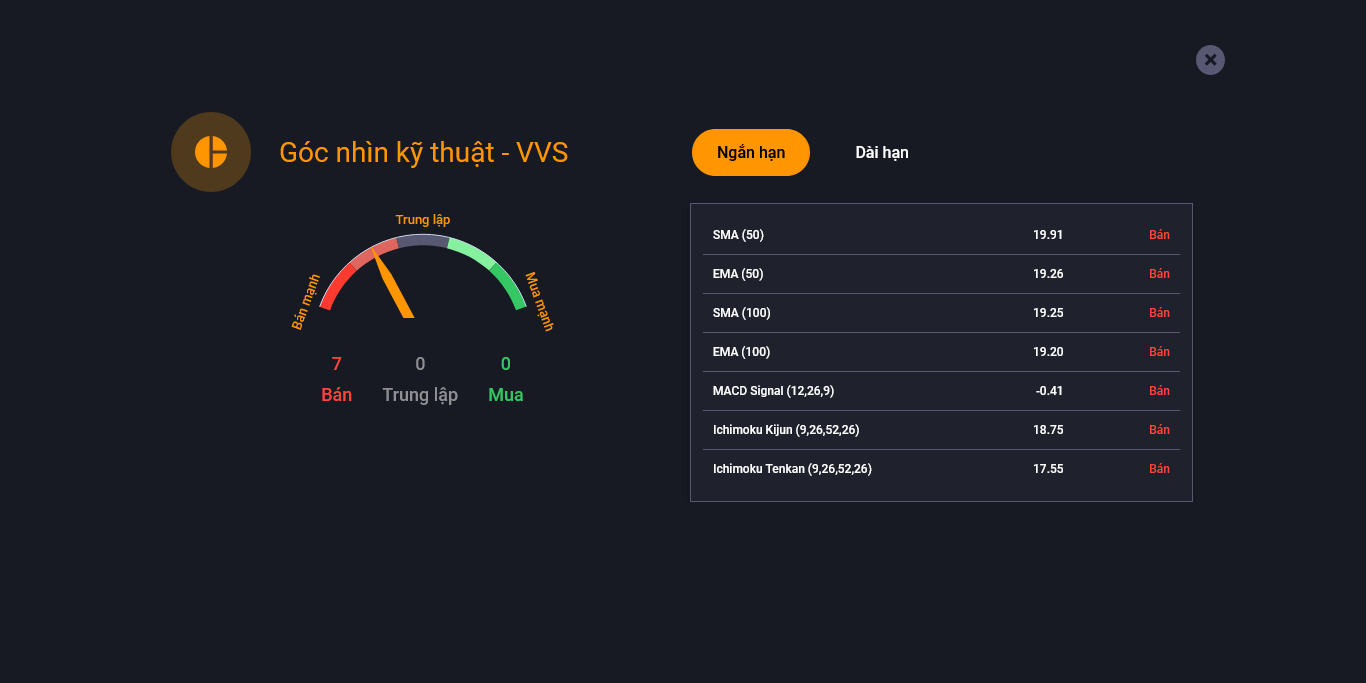 Góc nhìn kỹ thuật - VVS
Trung lập
Bán mạnh
Mua mạnh
7 0 0
Bán Trung lập Mua
Ngắn hạn Dài hạn
SMA (50) 19.91 Bán
EMA (50) 19.26 Bán
SMA (100) 19.25 Bán
EMA (100) 19.20 Bán
MACD Signal (12,26,9) -0.41 Bán
Ichimoku Kijun (9,26,52,26) 18.75 Bán
Ichimoku Tenkan (9,26,52,26) 17.55 Bán